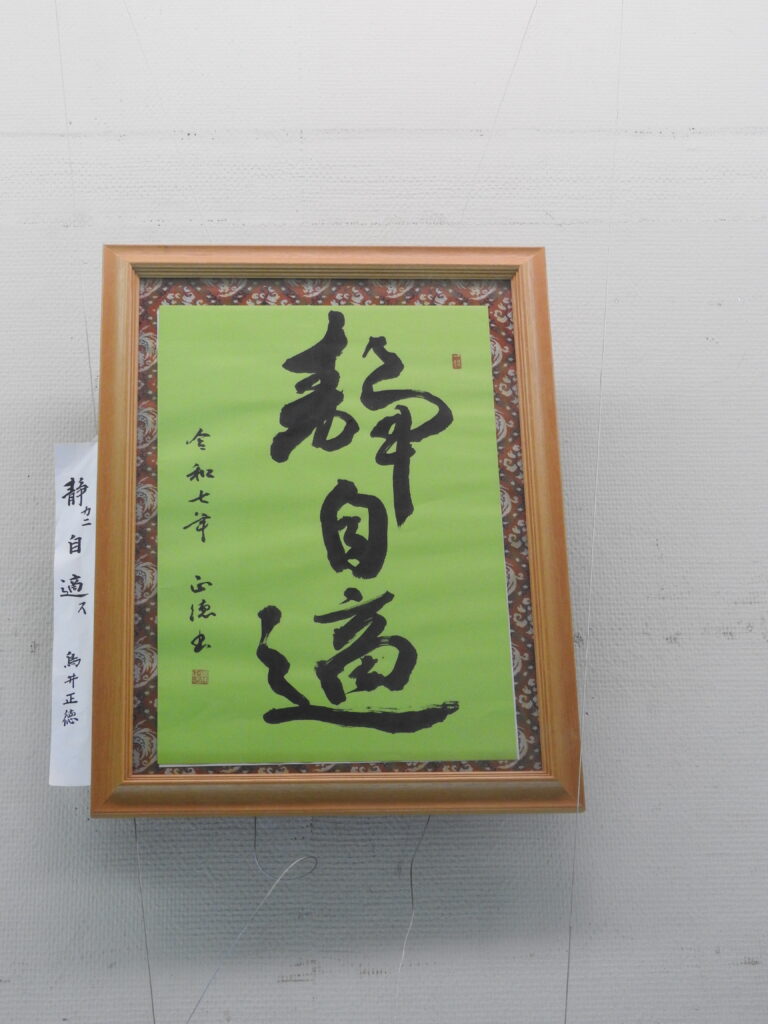 静自適
令和七年 正徳書
静カニ自適ス 鳥井正徳